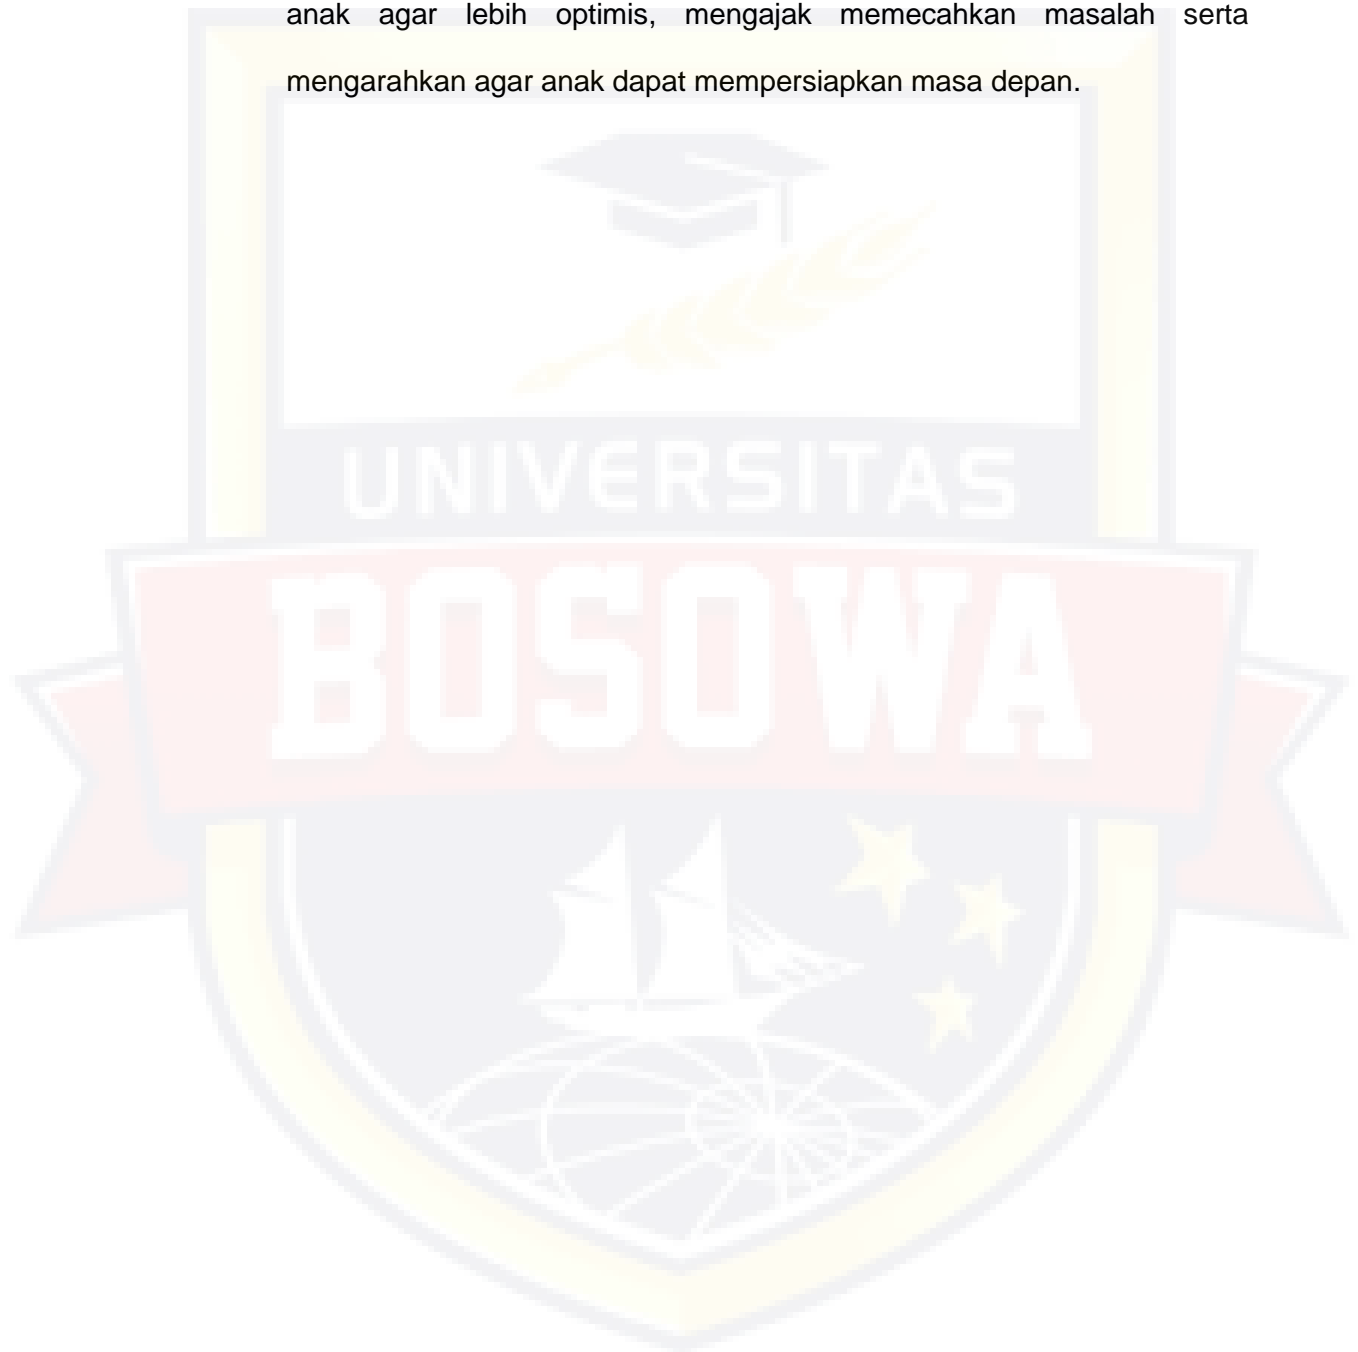 anak agar lebih optimis, mengajak memecahkan masalah serta
mengarahkan agar anak dapat mempersiapkan masa depan.
UNIVERSITAS
BOSOWA